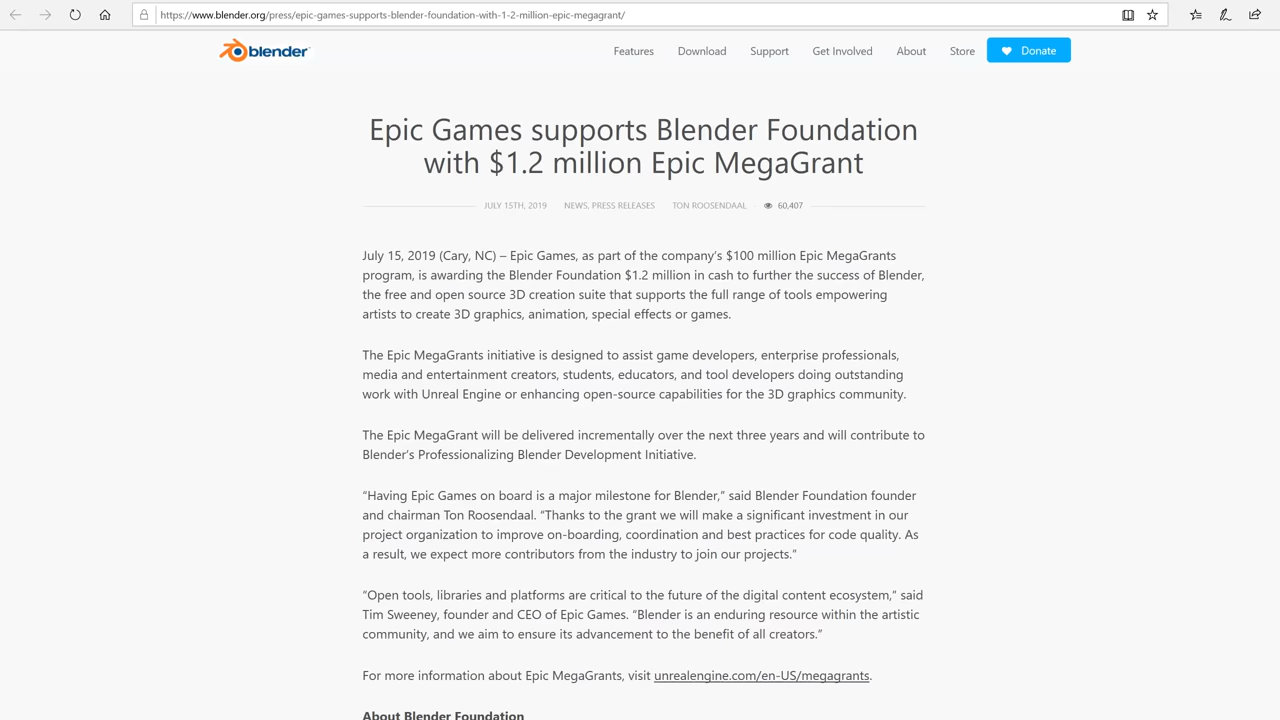 https://www.blender.org/press/epic-games-supports-blender-foundation-with-1-2-million-epic-megagrant/
blender
Features Download Support Get Involved About Store Donate
Epic Games supports Blender Foundation
with $1.2 million Epic MegaGrant
JULY 15TH, 2019 NEWS, PRESS RELEASES TON ROOSENDAAL 60,407
July 15, 2019 (Cary, NC) – Epic Games, as part of the company’s $100 million Epic MegaGrants
program, is awarding the Blender Foundation $1.2 million in cash to further the success of Blender,
the free and open source 3D creation suite that supports the full range of tools empowering
artists to create 3D graphics, animation, special effects or games.
The Epic MegaGrants initiative is designed to assist game developers, enterprise professionals,
media and entertainment creators, students, educators, and tool developers doing outstanding
work with Unreal Engine or enhancing open-source capabilities for the 3D graphics community.
The Epic MegaGrant will be delivered incrementally over the next three years and will contribute to
Blender’s Professionalizing Blender Development Initiative.
“Having Epic Games on board is a major milestone for Blender,” said Blender Foundation founder
and chairman Ton Roosendaal. “Thanks to the grant we will make a significant investment in our
project organization to improve on-boarding, coordination and best practices for code quality. As
a result, we expect more contributors from the industry to join our projects.”
“Open tools, libraries and platforms are critical to the future of the digital content ecosystem,” said
Tim Sweeney, founder and CEO of Epic Games. “Blender is an enduring resource within the artistic
community, and we aim to ensure its advancement to the benefit of all creators.”
For more information about Epic MegaGrants, visit unrealengine.com/en-US/megagrants.
About Blender Foundation